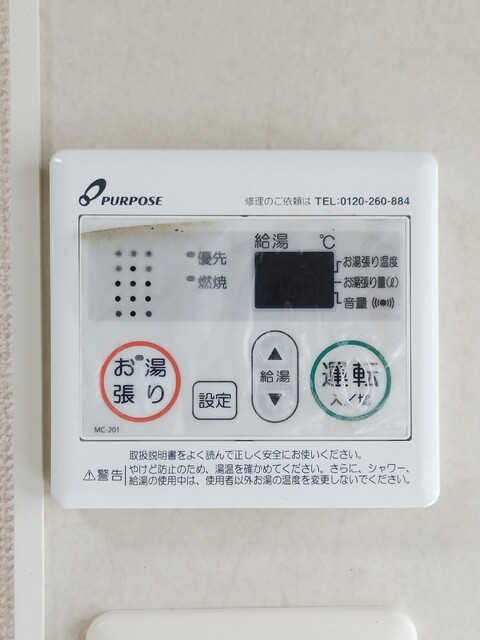 PURPOSE
修理のご依頼は TEL:0120-260-884
給湯 ℃
優先
燃焼
お湯張り温度
お湯張り量(ℓ)
音量
お湯張り
設定
給湯
運転
入/切
MC-201
取扱説明書をよく読んで正しく安全にお使いください。
警告
やけど防止のため、湯温を確かめてください。さらに、シャワー、
給湯の使用中は、使用者以外お湯の温度を変更しないでください。